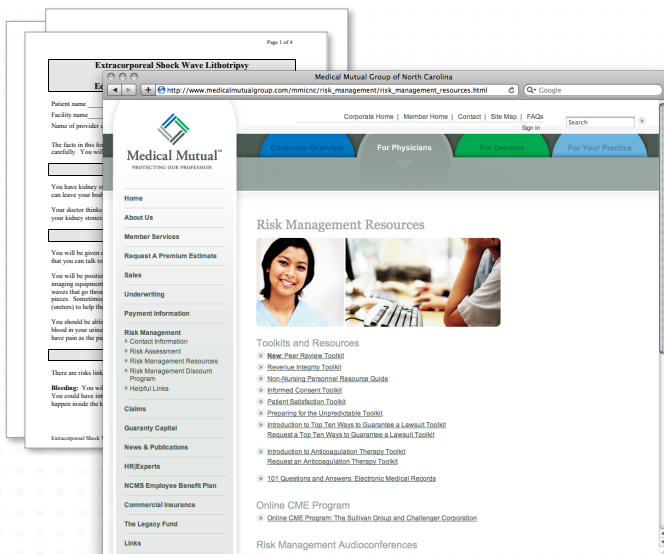 Page 1 of 4
Extracorporeal Shock Wave Lithotripsy
Patient name
Facility name
Name of provider
The facts in this
carefully. You will
You have kidney
can leave your
Your doctor thinks
your kidney stones
You will be given
that you can talk to
You will be
imaging equipment
waves that go
pieces. Sometimes
(ureters) to help the
You should be able
blood in your urine
have pain as the
There are risks
Bleeding: You
You could have
happen inside the
Extracorporeal Shock
Medical Mutual Group of North Carolina
http://www.medicalmutualgroup.com/mmicnc/risk_management/risk_management_resources.html
Google
Corporate Home | Member Home | Contact | Site Map | FAQs
Sign In
Search
Medical Mutual™
PROTECTING OUR PROFESSION
Corporate Overview
For Physicians
For Dentists
For Your Practice
Home
About Us
Member Services
Request A Premium Estimate
Sales
Underwriting
Payment Information
Risk Management
Contact Information
Risk Assessment
Risk Management Resources
Risk Management Discount
Program
Helpful Links
Claims
Guaranty Capital
News & Publications
HR|Experts
NCMS Employee Benefit Plan
Commercial Insurance
The Legacy Fund
Links
Risk Management Resources
Toolkits and Resources
New: Peer Review Toolkit
Revenue Integrity Toolkit
Non-Nursing Personnel Resource Guide
Informed Consent Toolkit
Patient Satisfaction Toolkit
Preparing for the Unpredictable Toolkit
Introduction to Top Ten Ways to Guarantee a Lawsuit Toolkit
Request a Top Ten Ways to Guarantee a Lawsuit Toolkit
Introduction to Anticoagulation Therapy Toolkit
Request an Anticoagulation Therapy Toolkit
101 Questions and Answers: Electronic Medical Records
Online CME Program
Online CME Program: The Sullivan Group and Challenger Corporation
Risk Management Audioconferences